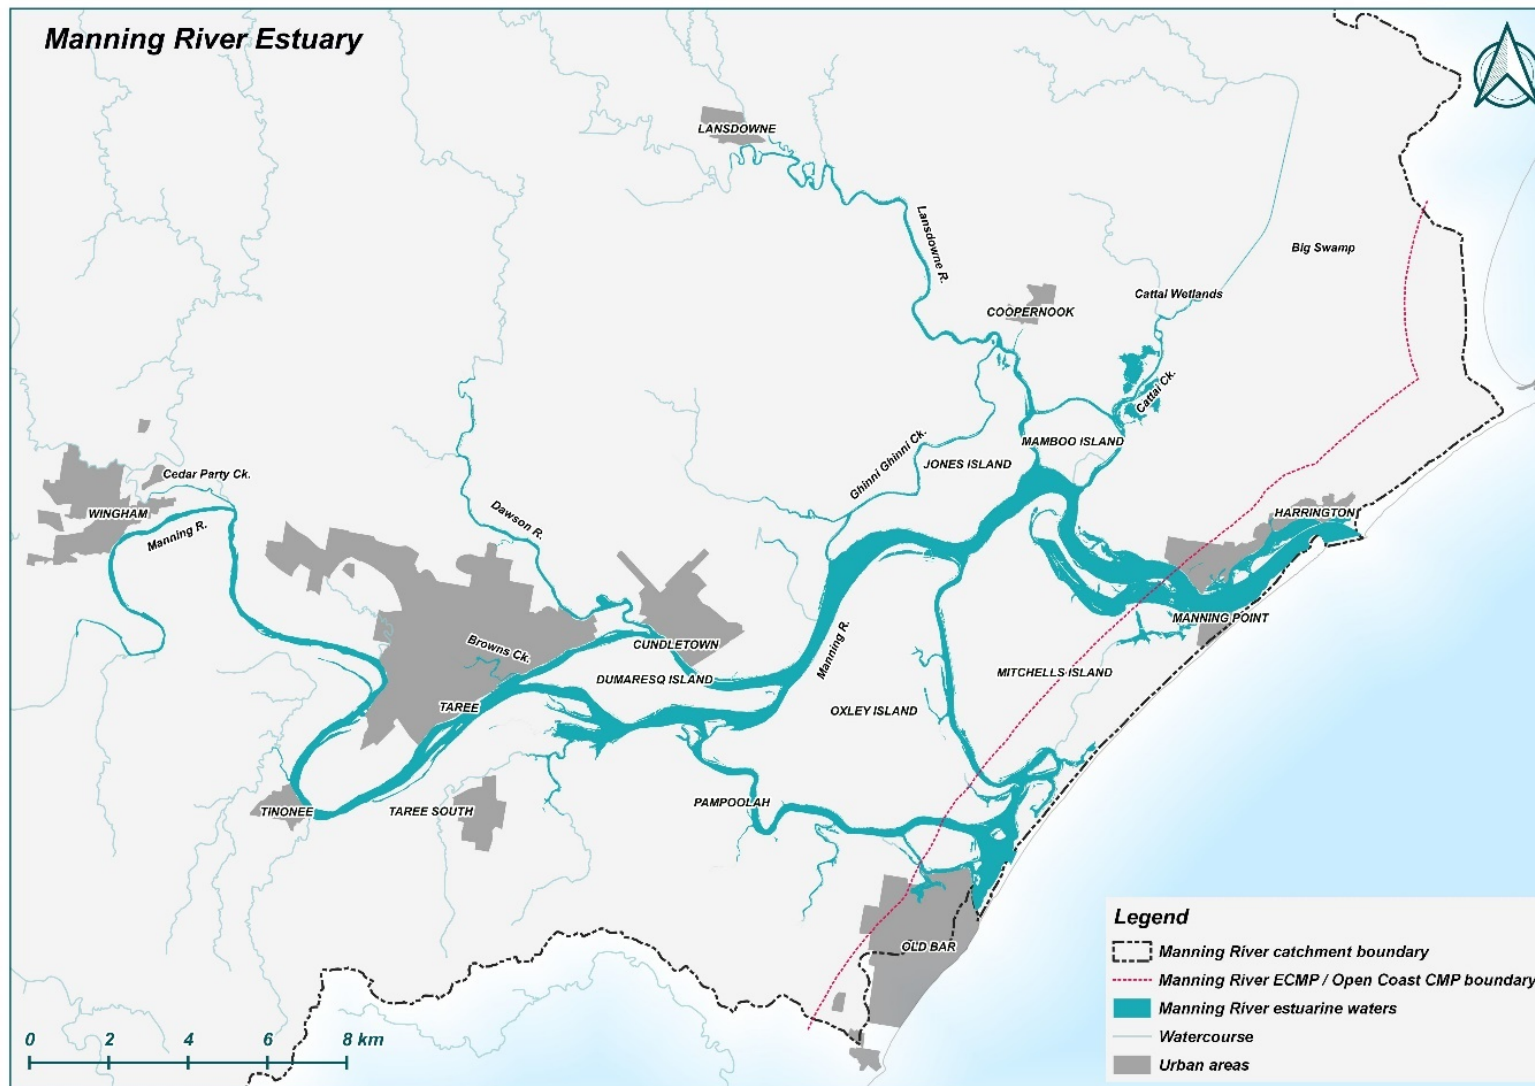 Manning River Estuary
LANSDOWNE
Lansdowne R.
Big Swamp
Cattai Wetlands
COOPERNOOK
Cattai Ck.
MAMBOO ISLAND
JONES ISLAND
Ghinni Ghinni Ck.
Cedar Party Ck.
WINGHAM
Manning R.
Dawson R.
HARRINGTON
MANNING POINT
Browns Ck.
CUNDLETOWN
Manning R.
MITCHELLS ISLAND
DUMARESQ ISLAND
TAREE
OXLEY ISLAND
PAMPOOLAH
TINONEE
TAREE SOUTH
OLD BAR
Legend
Manning River catchment boundary
Manning River ECMP / Open Coast CMP boundary
Manning River estuarine waters
Watercourse
Urban areas
0 2 4 6 8 km